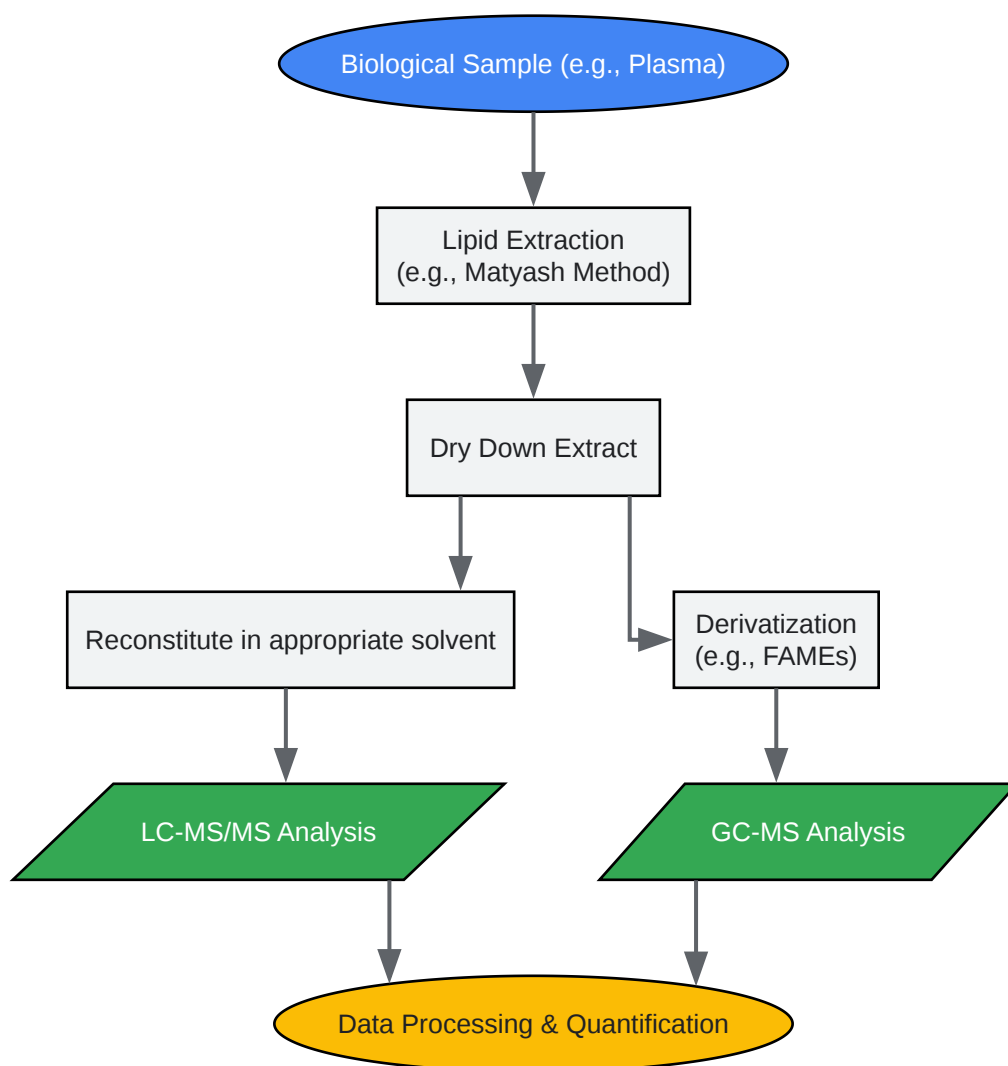 Biological Sample (e.g., Plasma)
Lipid Extraction
(e.g., Matyash Method)
Dry Down Extract
Reconstitute in appropriate solvent
Derivatization
(e.g., FAMEs)
LC-MS/MS Analysis
GC-MS Analysis
Data Processing & Quantification